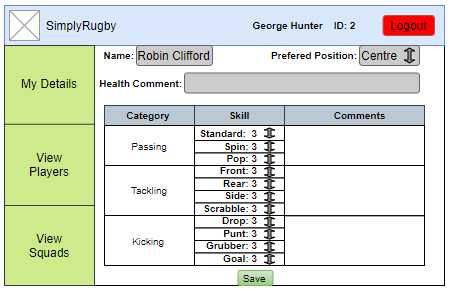 SimplyRugby
George Hunter ID: 2 Logout
My Details
View
Players
View
Squads
Name: Robin Clifford Prefered Position: Centre
Health Comment:
Category Skill Comments
Passing
Standard: 3
Spin: 3
Pop: 3
Tackling
Front: 3
Rear: 3
Side: 3
Scrabble: 3
Kicking
Drop: 3
Punt: 3
Grubber: 3
Goal: 3
Save